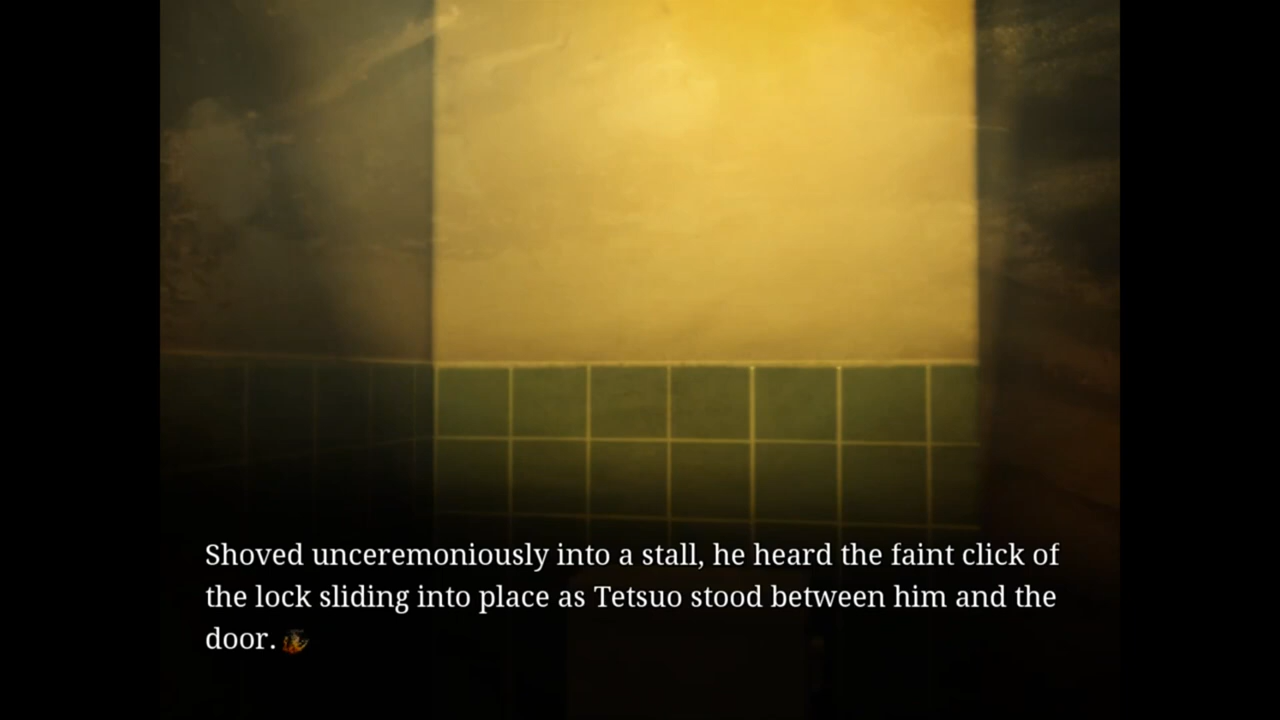 Shoved unceremoniously into a stall, he heard the faint click of
the lock sliding into place as Tetsuo stood between him and the
door.